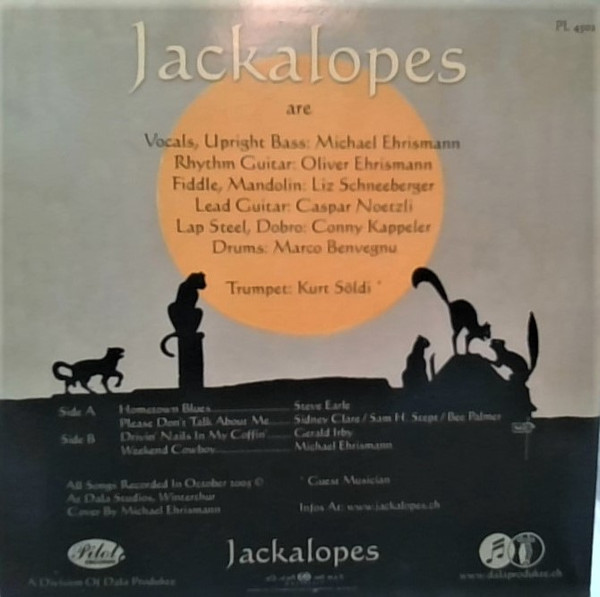 PL 4502
Jackalopes
are
Vocals, Upright Bass: Michael Ehrismann
Rhythm Guitar: Oliver Ehrismann
Fiddle, Mandolin: Liz Schneeberger
Lead Guitar: Caspar Noetzli
Lap Steel, Dobro: Conny Kappeler
Drums: Marco Benvegnu
Trumpet: Kurt Söldi *
Side A Hometown Blues Steve Earle
Please Don't Talk About Me Sidney Clare / Sam H. Stept / Bee Palmer
Side B Drivin' Nails In My Coffin Gerald Irby
Weekend Cowboy Michael Ehrismann
All Songs Recorded In October 2005 ©
At Dala Studios, Winterthur
Cover By Michael Ehrismann
* Guest Musician
Infos At: www.jackalopes.ch
Pilot
Jackalopes
A Division Of Dala Produkte
www.dalaprodukte.ch